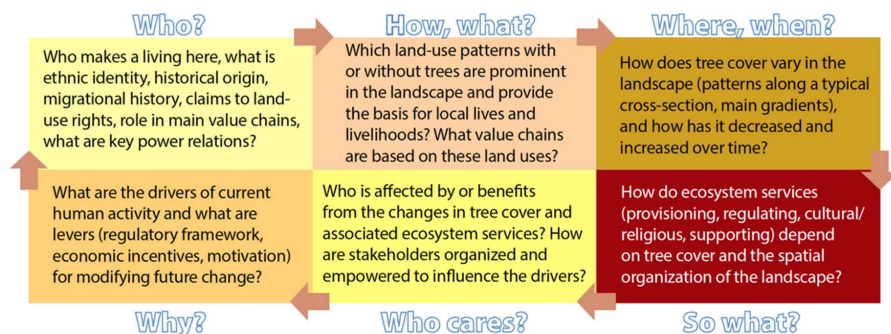 Who?
How, what?
Where, when?
Who makes a living here, what is
ethnic identity, historical origin,
migrational history, claims to land-
use rights, role in main value chains,
what are key power relations?
Which land-use patterns with
or without trees are prominent
in the landscape and provide
the basis for local lives and
livelihoods? What value chains
are based on these land uses?
How does tree cover vary in the
landscape (patterns along a typical
cross-section, main gradients),
and how has it decreased and
increased over time?
What are the drivers of current
human activity and what are
levers (regulatory framework,
economic incentives, motivation)
for modifying future change?
Who is affected by or benefits
from the changes in tree cover and
associated ecosystem services? How
are stakeholders organized and
empowered to influence the drivers?
How do ecosystem services
(provisioning, regulating, cultural/
religious, supporting) depend
on tree cover and the spatial
organization of the landscape?
Why?
Who cares?
So what?